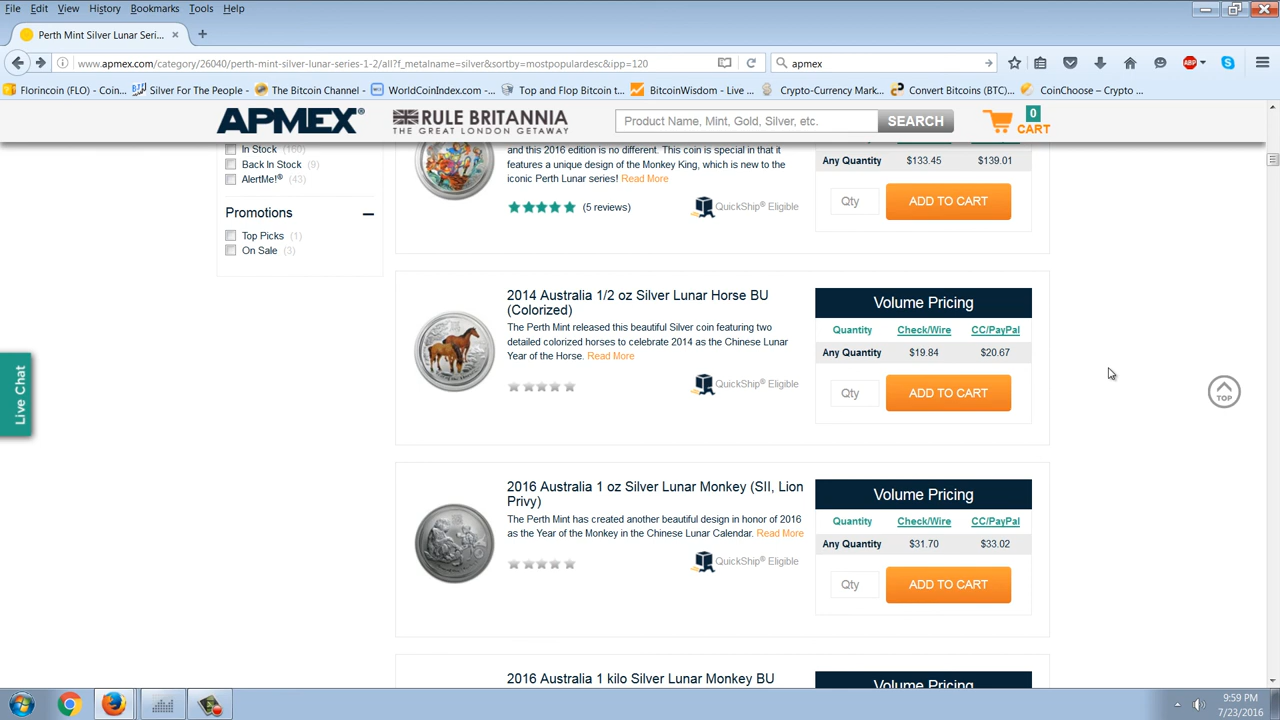 File Edit View History Bookmarks Tools Help
Perth Mint Silver Lunar Seri...
www.apmex.com/category/26040/perth-mint-silver-lunar-series-1-2/all?f_metalname=silver&sortby=mostpopulardesc&ipp=120
apmex
ABP
Florincoin (FLO) - Coin...
Silver For The People - ...
The Bitcoin Channel - ...
WorldCoinIndex.com -...
Top and Flop Bitcoin t...
BitcoinWisdom - Live ...
Crypto-Currency Mark...
Convert Bitcoins (BTC)...
CoinChoose – Crypto ...
APMEX®
RULE BRITANNIA
THE GREAT LONDON GETAWAY
Product Name, Mint, Gold, Silver, etc.
SEARCH
0
CART
In Stock (160)
Back In Stock (9)
AlertMe!® (43)
Promotions
Top Picks (1)
On Sale (3)
Live Chat
and this 2016 edition is no different. This coin is special in that it
features a unique design of the Monkey King, which is new to the
iconic Perth Lunar series! Read More
(5 reviews)
QuickShip® Eligible
Any Quantity $133.45 $139.01
Qty
ADD TO CART
2014 Australia 1/2 oz Silver Lunar Horse BU
(Colorized)
The Perth Mint released this beautiful Silver coin featuring two
detailed colorized horses to celebrate 2014 as the Chinese Lunar
Year of the Horse. Read More
QuickShip® Eligible
Volume Pricing
Quantity Check/Wire CC/PayPal
Any Quantity $19.84 $20.67
Qty
ADD TO CART
TOP
2016 Australia 1 oz Silver Lunar Monkey (SII, Lion
Privy)
The Perth Mint has created another beautiful design in honor of 2016
as the Year of the Monkey in the Chinese Lunar Calendar. Read More
QuickShip® Eligible
Volume Pricing
Quantity Check/Wire CC/PayPal
Any Quantity $31.70 $33.02
Qty
ADD TO CART
2016 Australia 1 kilo Silver Lunar Monkey BU
Volume Pricing
9:59 PM
7/23/2016